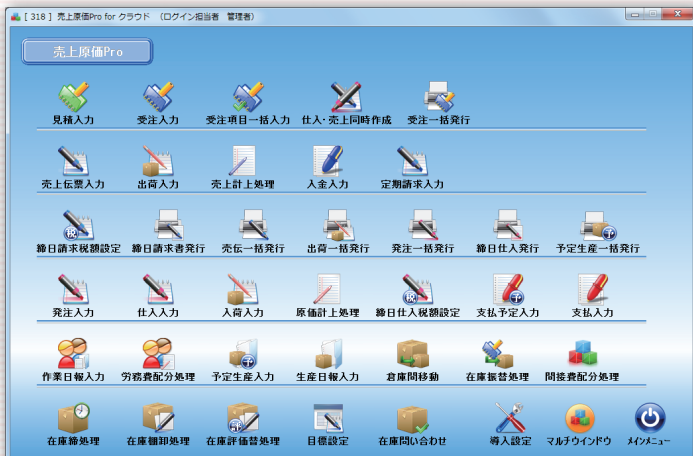 [ 318 ] 売上原価Pro for クラウド （ログイン担当者　管理者）
売上原価Pro
見積入力 受注入力 受注項目一括入力 仕入・売上同時作成 受注一括発行
売上伝票入力 出荷入力 売上計上処理 入金入力 定期請求入力
税
予
締日請求税額設定 締日請求書発行 売伝一括発行 出荷一括発行 発注一括発行 締日仕入発行 予定生産一括発行
税
予
発注入力 仕入入力 入荷入力 原価計上処理 締日仕入税額設定 支払予定入力 支払入力
予
作業日報入力 労務費配分処理 予定生産入力 生産日報入力 倉庫間移動 在庫振替処理 間接費配分処理
計
在庫締処理 在庫棚卸処理 在庫評価替処理 目標設定 在庫問い合わせ 導入設定 マルチウインドウ メインメニュー